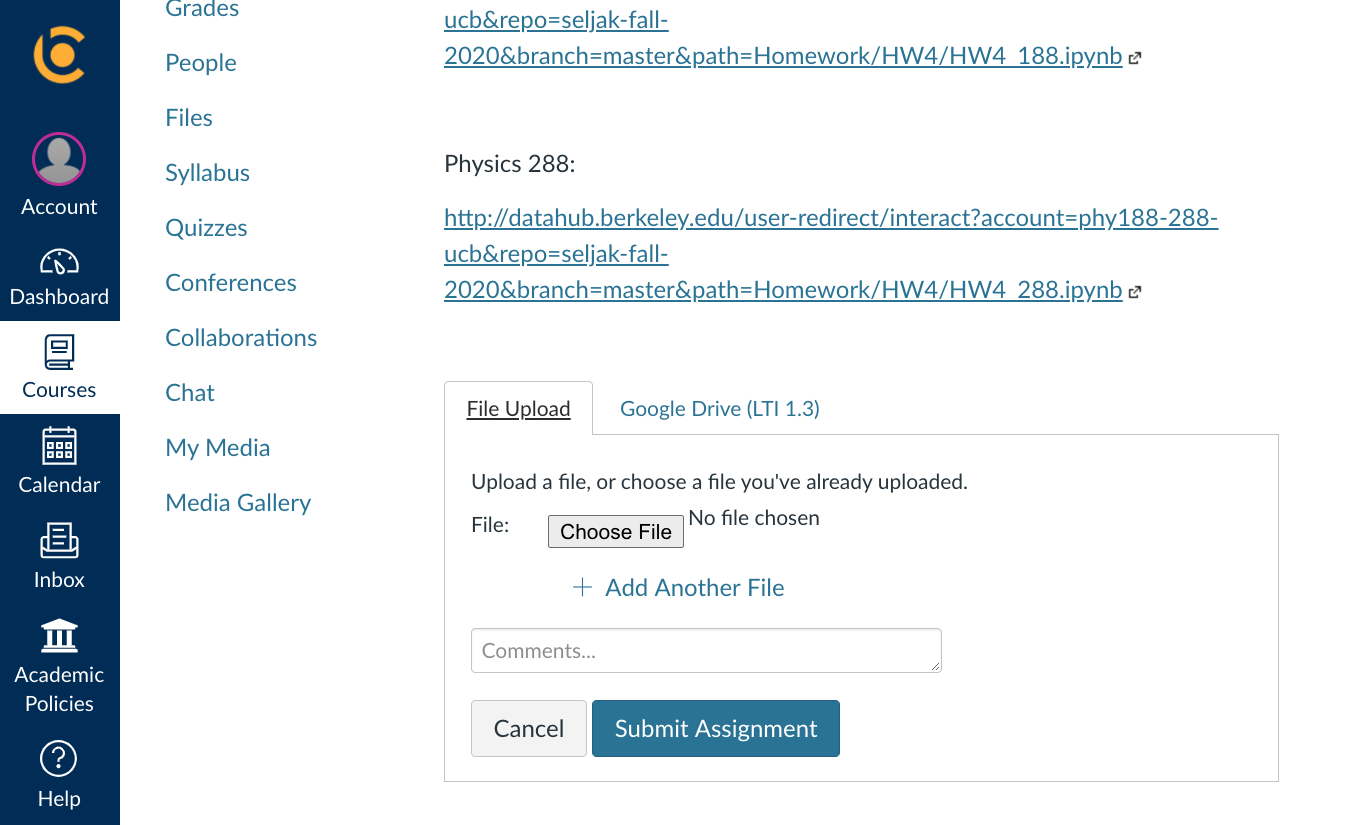 Account
Dashboard
Courses
Calendar
Inbox
Academic
Policies
Help
Grades
People
Files
Syllabus
Quizzes
Conferences
Collaborations
Chat
My Media
Media Gallery
ucb&repo=seljak-fall-
2020&branch=master&path=Homework/HW4/HW4_188.ipynb
Physics 288:
http://datahub.berkeley.edu/user-redirect/interact?account=phy188-288-
ucb&repo=seljak-fall-
2020&branch=master&path=Homework/HW4/HW4_288.ipynb
File Upload
Google Drive (LTI 1.3)
Upload a file, or choose a file you've already uploaded.
File:
Choose File
No file chosen
+ Add Another File
Comments...
Cancel
Submit Assignment